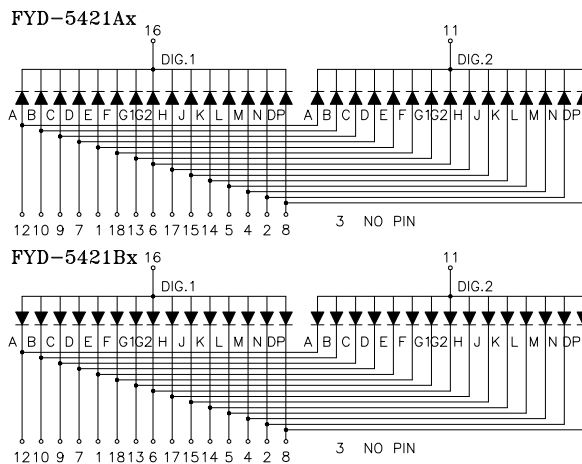 FYD-5421Ax
16 11
DIG.1 DIG.2
A B C D E F G1 G2 H J K L M N DP A B C D E F G1 G2 H J K L M N DP
12 10 9 7 1 18 13 6 17 15 14 5 4 2 8 3 NO PIN
FYD-5421Bx
16 11
DIG.1 DIG.2
A B C D E F G1 G2 H J K L M N DP A B C D E F G1 G2 H J K L M N DP
12 10 9 7 1 18 13 6 17 15 14 5 4 2 8 3 NO PIN